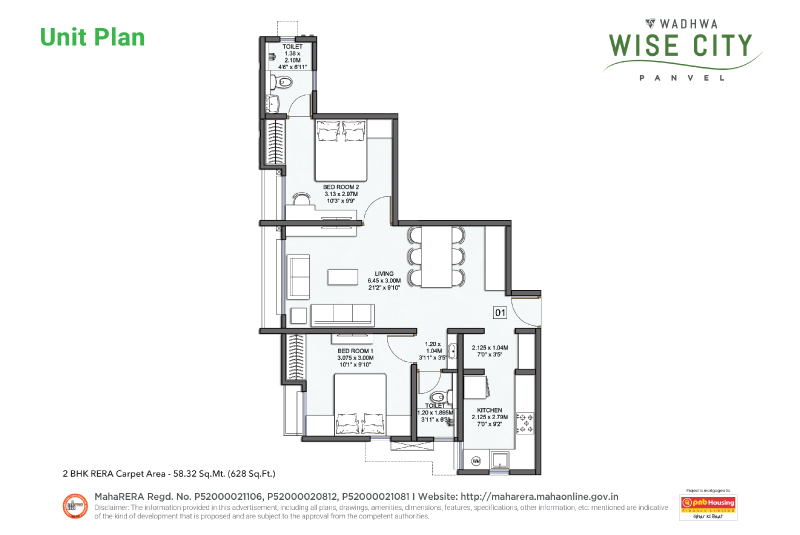 Unit Plan
WADHWA
WISE CITY
PANVEL
TOILET
1.38 x
2.10M
4'6" x 6'11"
BED ROOM 2
3.13 x 2.97M
10'3" x 9'9"
LIVING
6.45 x 3.00M
21'2" x 9'10"
01
BED ROOM 1
3.075 x 3.00M
10'1" x 9'10"
1.20 x
1.04M
3'11" x 3'5"
2.125 x 1.04M
7'0" x 3'5"
TOILET
1.20 x 1.895M
3'11" x 6'3"
KITCHEN
2.125 x 2.79M
7'0" x 9'2"
WM
2 BHK RERA Carpet Area - 58.32 Sq.Mt. (628 Sq.Ft.)
MahaRERA Regd. No. P52000021106, P52000020812, P52000021081 I Website: http://maharera.mahaonline.gov.in
Disclaimer: The information provided in this advertisement, including all plans, drawings, amenities, dimensions, features, specifications, other information, etc. mentioned are indicative
of the kind of development that is proposed and are subject to the approval from the competent authorities.
Project is mortgaged to:
pnb Housing
Finance Limited
घर की बात